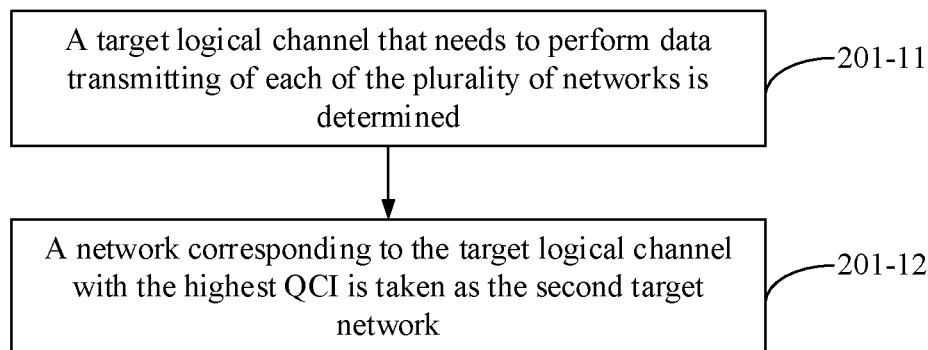 A target logical channel that needs to perform data
transmitting of each of the plurality of networks is
determined
201-11
A network corresponding to the target logical channel
with the highest QCI is taken as the second target
network
201-12